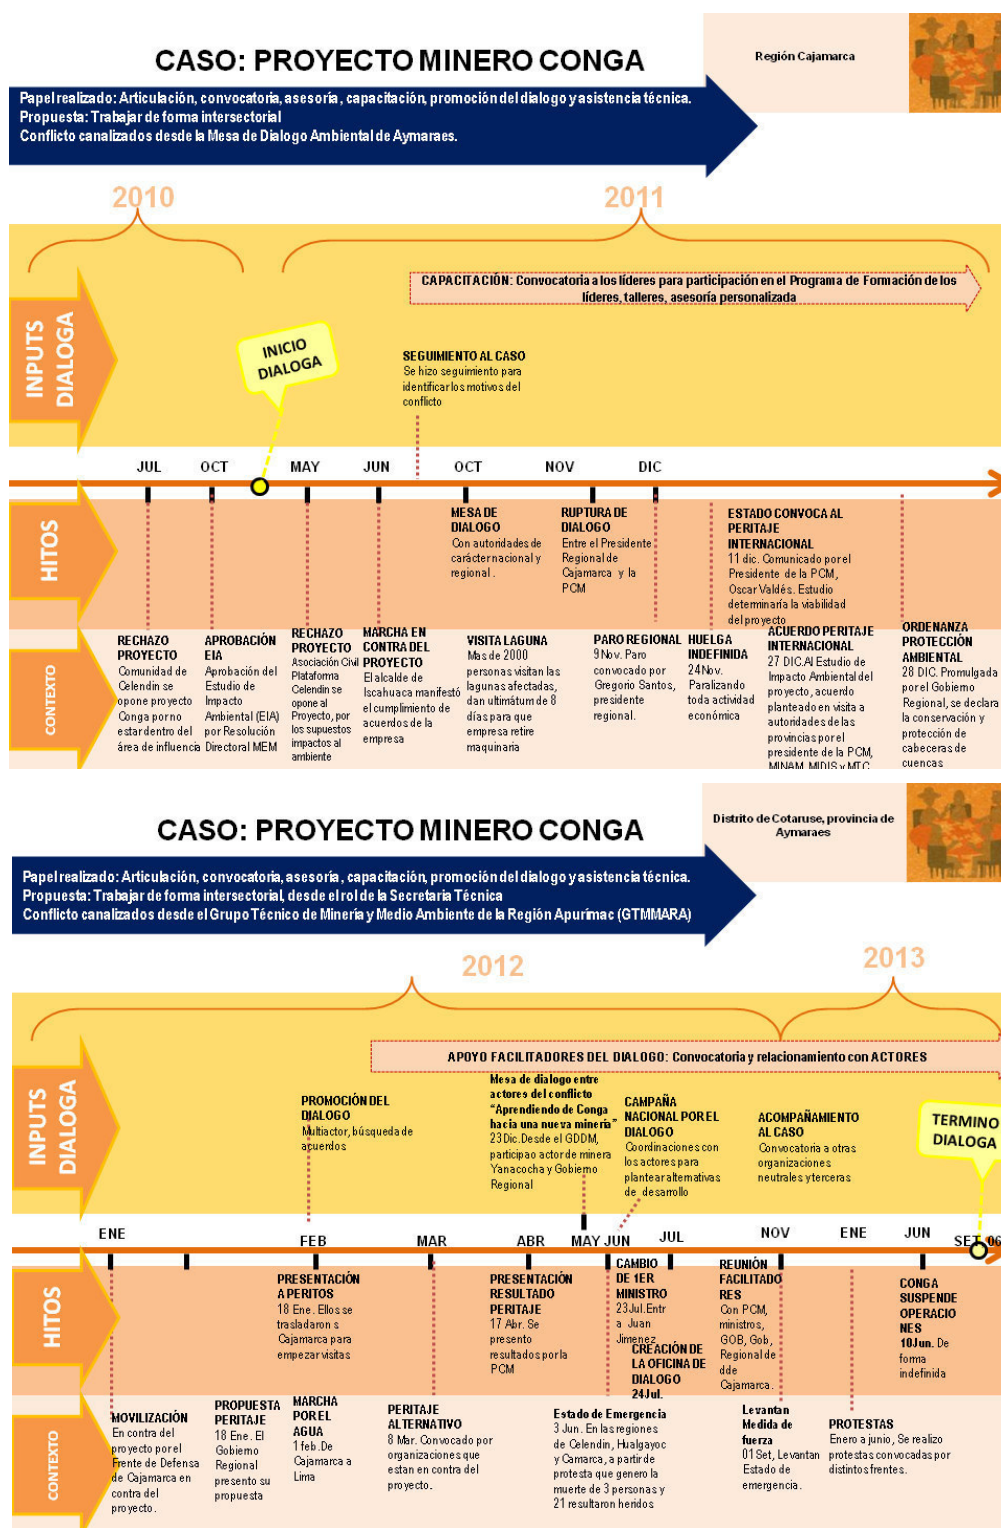 CASO: PROYECTO MINERO CONGA
Región Cajamarca
Papel realizado: Articulación, convocatoria, asesoría, capacitación, promoción del dialogo y asistencia técnica.
Propuesta: Trabajar de forma intersectorial
Conflicto canalizados desde la Mesa de Dialogo Ambiental de Aymaraes.
2010
2011
INPUTS
DIALOGA
CAPACITACIÓN: Convocatoria a los líderes para participación en el Programa de Formación de los
líderes, talleres, asesoría personalizada
INICIO
DIALOGA
SEGUIMIENTO AL CASO
Se hizo seguimiento para
identificar los motivos del
conflicto
JUL
OCT
MAY
JUN
OCT
NOV
DIC
HITOS
MESA DE
DIALOGO
Con autoridades de
carácter nacional y
regional .
RUPTURA DE
DIALOGO
Entre el Presidente
Regional de
Cajamarca y la
PCM
ESTADO CONVOCA AL
PERITAJE
INTERNACIONAL
11 dic. Comunicado por el
Presidente de la PCM,
Oscar Valdés. Estudio
determinaría la viabilidad
del proyecto
CONTEXTO
RECHAZO
PROYECTO
Comunidad de
Celendin se
opone proyecto
Conga por no
estar dentro del
área de influencia
APROBACIÓN
EIA
Aprobación del
Estudio de
Impacto
Ambiental (EIA)
por Resolución
Directoral MEM
RECHAZO
PROYECTO
Asociación Civil
Plataforma
Celendin se
opone al
Proyecto, por
los supuestos
impactos al
ambiente
MARCHA EN
CONTRA DEL
PROYECTO
El alcalde de
Iscahuaca manifestó
el cumplimiento de
acuerdos de la
empresa
VISITA LAGUNA
Mas de 2000
personas visitan las
lagunas afectadas,
dan ultimátum de 8
días para que
empresa retire
maquinaria
PARO REGIONAL
9 Nov. Paro
convocado por
Gregorio Santos,
presidente
regional.
HUELGA
INDEFINIDA
24 Nov.
Paralizando
toda actividad
económica
ACUERDO PERITAJE
INTERNACIONAL
27 DIC. Al Estudio de
Impacto Ambiental del
proyecto, acuerdo
planteado en visita a
autoridades de las
provincias por el
presidente de la PCM,
MINAM, MIDIS y MTC
ORDENANZA
PROTECCIÓN
AMBIENTAL
28 DIC. Promulgada
por el Gobierno
Regional, se declara
la conservación y
protección de
cabeceras de
cuencas
CASO: PROYECTO MINERO CONGA
Distrito de Cotaruse, provincia de
Aymaraes
Papel realizado: Articulación, convocatoria, asesoría, capacitación, promoción del dialogo y asistencia técnica.
Propuesta: Trabajar de forma intersectorial, desde el rol de la Secretaria Técnica
Conflicto canalizados desde el Grupo Técnico de Minería y Medio Ambiente de la Región Apurímac (GTMMARA)
2012
2013
INPUTS
DIALOGA
APOYO FACILITADORES DEL DIALOGO: Convocatoria y relacionamiento con ACTORES
PROMOCIÓN DEL
DIALOGO
Multiactor, búsqueda de
acuerdos
Mesa de dialogo entre
actores del conflicto
"Aprendiendo de Conga
hacia una nueva minería"
23 Dic. Desde el GDDM,
participao actor de minera
Yanacocha y Gobierno
Regional
CAMPAÑA
NACIONAL POR EL
DIALOGO
Coordinaciones con
los actores para
plantear alternativas
de desarrollo
ACOMPAÑAMIENTO
AL CASO
Convocatoria a otras
organizaciones
neutrales y terceras
TERMINO
DIALOGA
ENE
FEB
MAR
ABR
MAY
JUN
JUL
NOV
ENE
JUN
SET 06
HITOS
PRESENTACIÓN
A PERITOS
18 Ene. Ellos se
trasladaron s
Cajamarca para
empezar visitas
PRESENTACIÓN
RESULTADO
PERITAJE
17 Abr. Se
presento
resultados por la
PCM
CAMBIO
DE 1ER
MINISTRO
23 Jul. Entr
a Juan
Jimenez
CREACIÓN DE
LA OFICINA DE
DIALOGO
24Jul.
REUNIÓN
FACILITADO
RES
Con PCM,
ministros,
GOB, Gob,
Regional de
dde
Cajamarca.
CONGA
SUSPENDE
OPERACIO
NES
10Jun. De
forma
indefinida
CONTEXTO
MOVILIZACIÓN
En contra del
proyecto por el
Frente de Defensa
de Cajamarca en
contra del
proyecto.
PROPUESTA
PERITAJE
18 Ene. El
Gobierno
Regional
presento su
propuesta
MARCHA
POR EL
AGUA
1 feb. De
Cajamarca a
Lima
PERITAJE
ALTERNATIVO
8 Mar. Convocado por
organizaciones que
estan en contra del
proyecto.
Estado de Emergencia
3 Jun. En las regiones
de Celendin, Hualgayoc
y Camarca, a partir de
protesta que genero la
muerte de 3 personas y
21 resultaron heridos
Levantan
Medida de
fuerza
01 Set, Levantan
Estado de
emergencia.
PROTESTAS
Enero a junio, Se realizo
protestas convocadas por
distintos frentes.